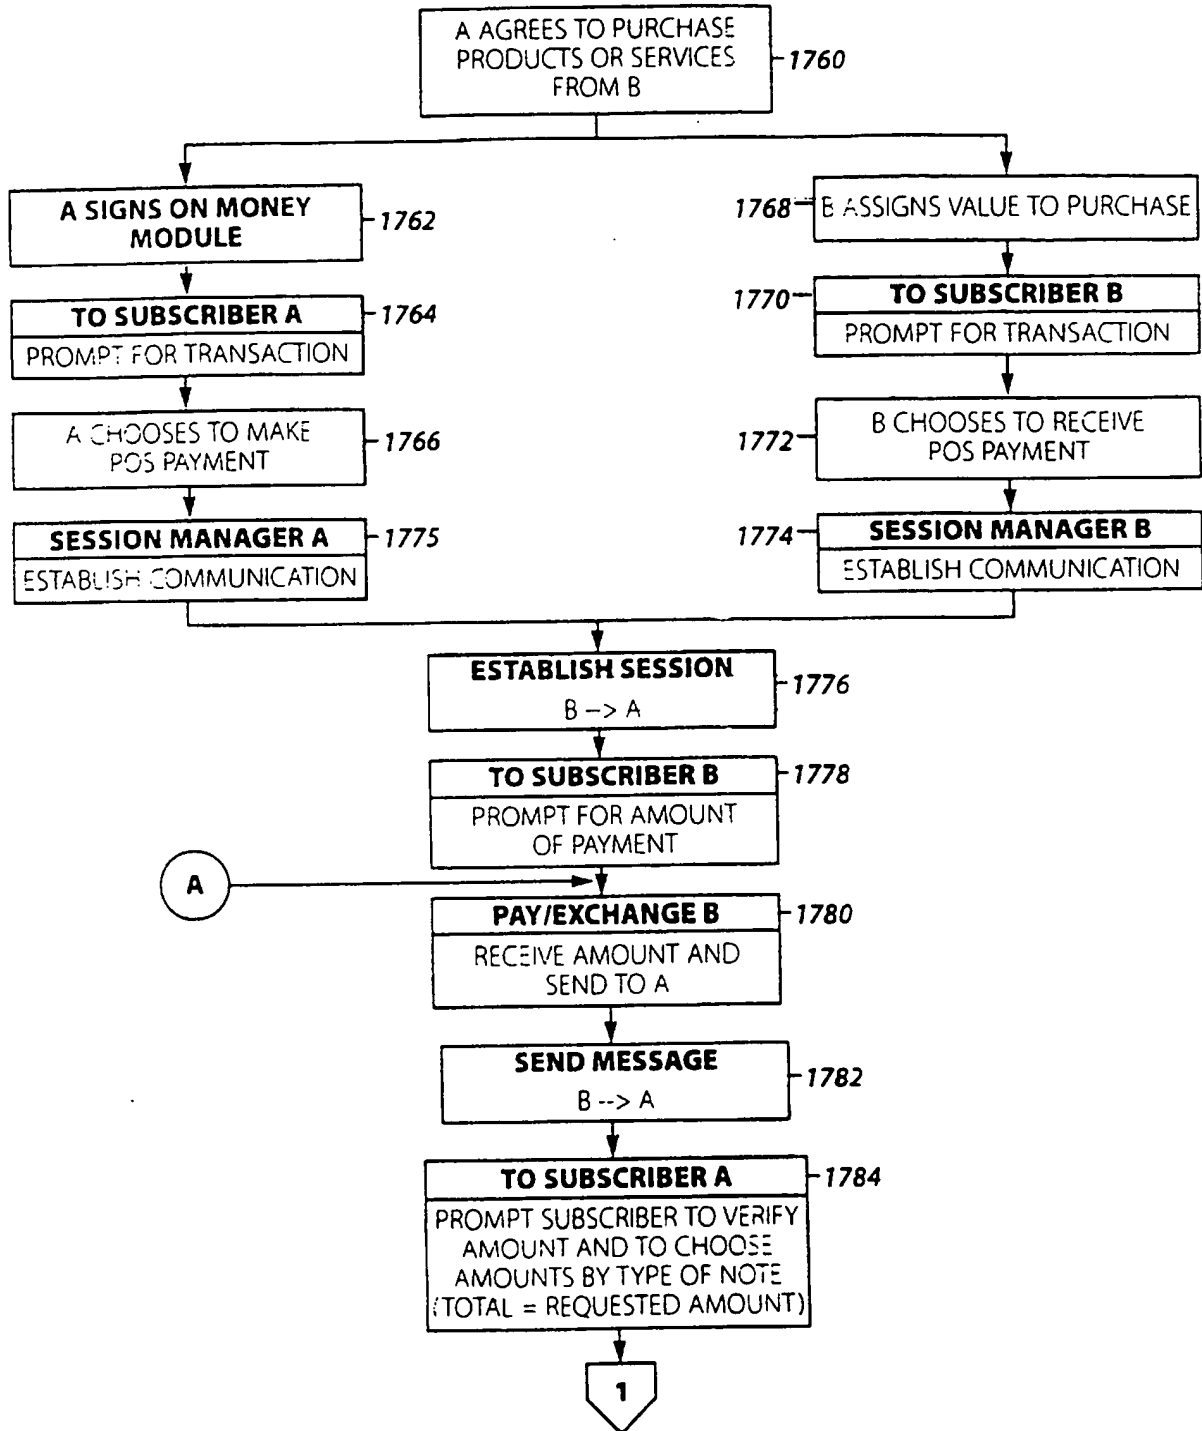 A AGREES TO PURCHASE
PRODUCTS OR SERVICES
FROM B
1760
A SIGNS ON MONEY
MODULE
1762
1768
B ASSIGNS VALUE TO PURCHASE
TO SUBSCRIBER A
1764
PROMPT FOR TRANSACTION
1770
TO SUBSCRIBER B
PROMPT FOR TRANSACTION
A CHOOSES TO MAKE
POS PAYMENT
1766
1772
B CHOOSES TO RECEIVE
POS PAYMENT
SESSION MANAGER A
1775
ESTABLISH COMMUNICATION
1774
SESSION MANAGER B
ESTABLISH COMMUNICATION
ESTABLISH SESSION
B --> A
1776
TO SUBSCRIBER B
1778
PROMPT FOR AMOUNT
OF PAYMENT
A
PAY/EXCHANGE B
1780
RECEIVE AMOUNT AND
SEND TO A
SEND MESSAGE
B --> A
1782
TO SUBSCRIBER A
1784
PROMPT SUBSCRIBER TO VERIFY
AMOUNT AND TO CHOOSE
AMOUNTS BY TYPE OF NOTE
(TOTAL = REQUESTED AMOUNT)
1